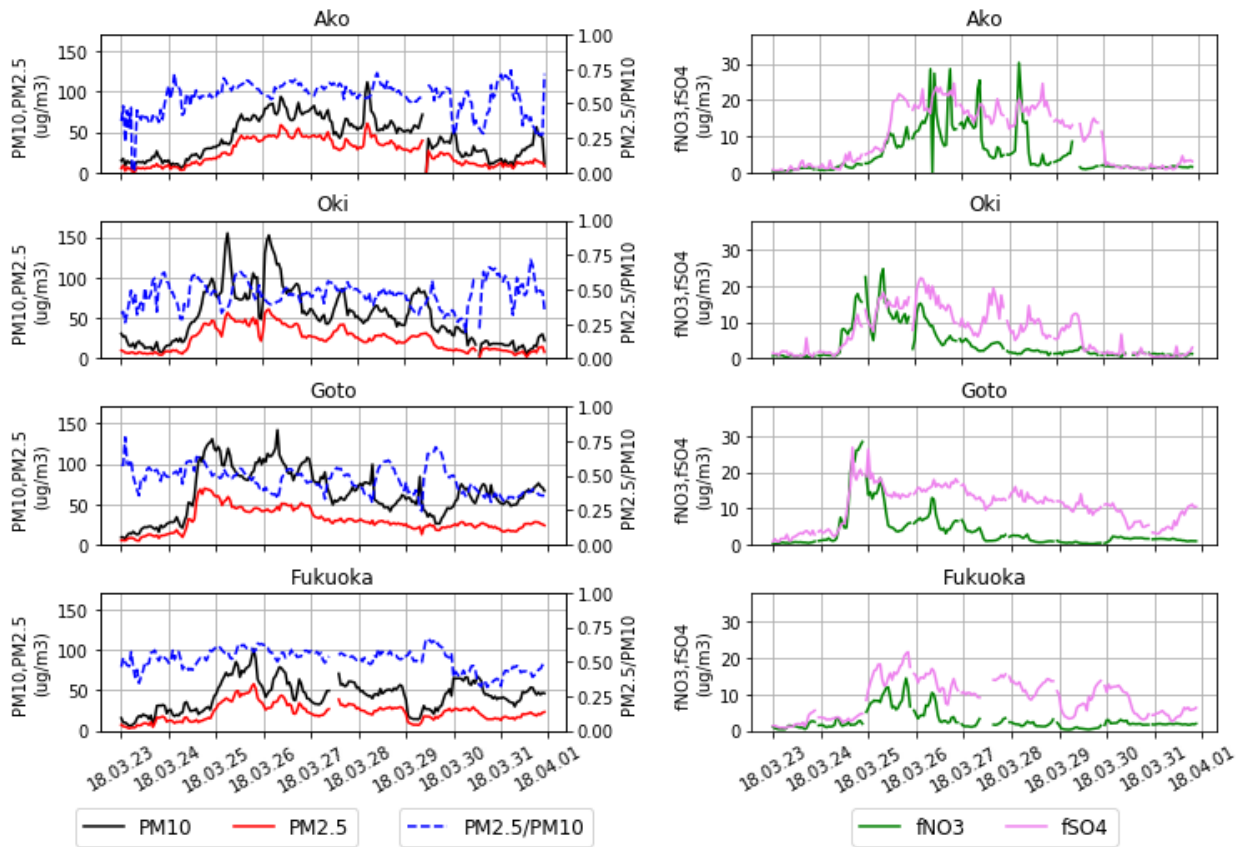 Ako
PM10,PM2.5
(ug/m3)
150
100
50
0
1.00
0.75
0.50
0.25
0.00
PM2.5/PM10
Ako
fNO3,fSO4
(ug/m3)
30
20
10
0
Oki
PM10,PM2.5
(ug/m3)
150
100
50
0
1.00
0.75
0.50
0.25
0.00
PM2.5/PM10
Oki
fNO3,fSO4
(ug/m3)
30
20
10
0
Goto
PM10,PM2.5
(ug/m3)
150
100
50
0
1.00
0.75
0.50
0.25
0.00
PM2.5/PM10
Goto
fNO3,fSO4
(ug/m3)
30
20
10
0
Fukuoka
PM10,PM2.5
(ug/m3)
150
100
50
0
1.00
0.75
0.50
0.25
0.00
PM2.5/PM10
18.03.23
18.03.24
18.03.25
18.03.26
18.03.27
18.03.28
18.03.29
18.03.30
18.03.31
18.04.01
Fukuoka
fNO3,fSO4
(ug/m3)
30
20
10
0
18.03.23
18.03.24
18.03.25
18.03.26
18.03.27
18.03.28
18.03.29
18.03.30
18.03.31
18.04.01
PM10
PM2.5
PM2.5/PM10
fNO3
fSO4